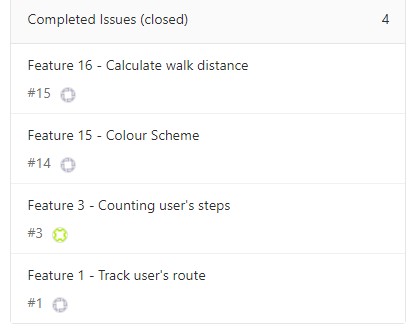 Completed Issues (closed) 4
Feature 16 - Calculate walk distance
#15
Feature 15 - Colour Scheme
#14
Feature 3 - Counting user's steps
#3
Feature 1 - Track user's route
#1